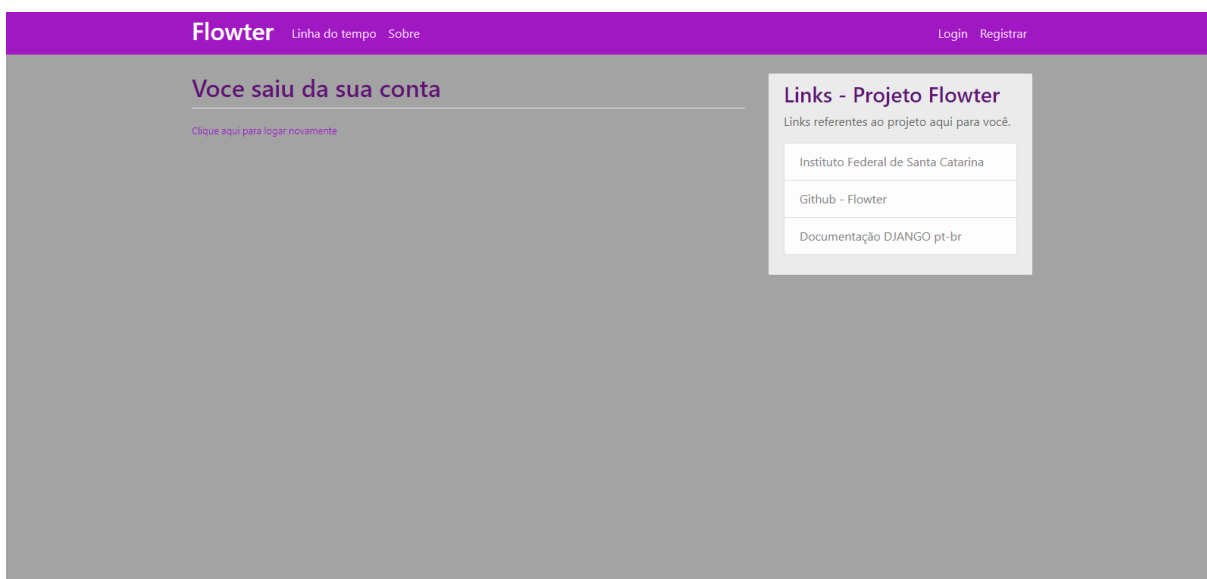 Flowter Linha do tempo Sobre Login Registrar
Voce saiu da sua conta
Clique aqui para logar novamente
Links - Projeto Flowter
Links referentes ao projeto aqui para você.
Instituto Federal de Santa Catarina
Github - Flowter
Documentação DJANGO pt-br